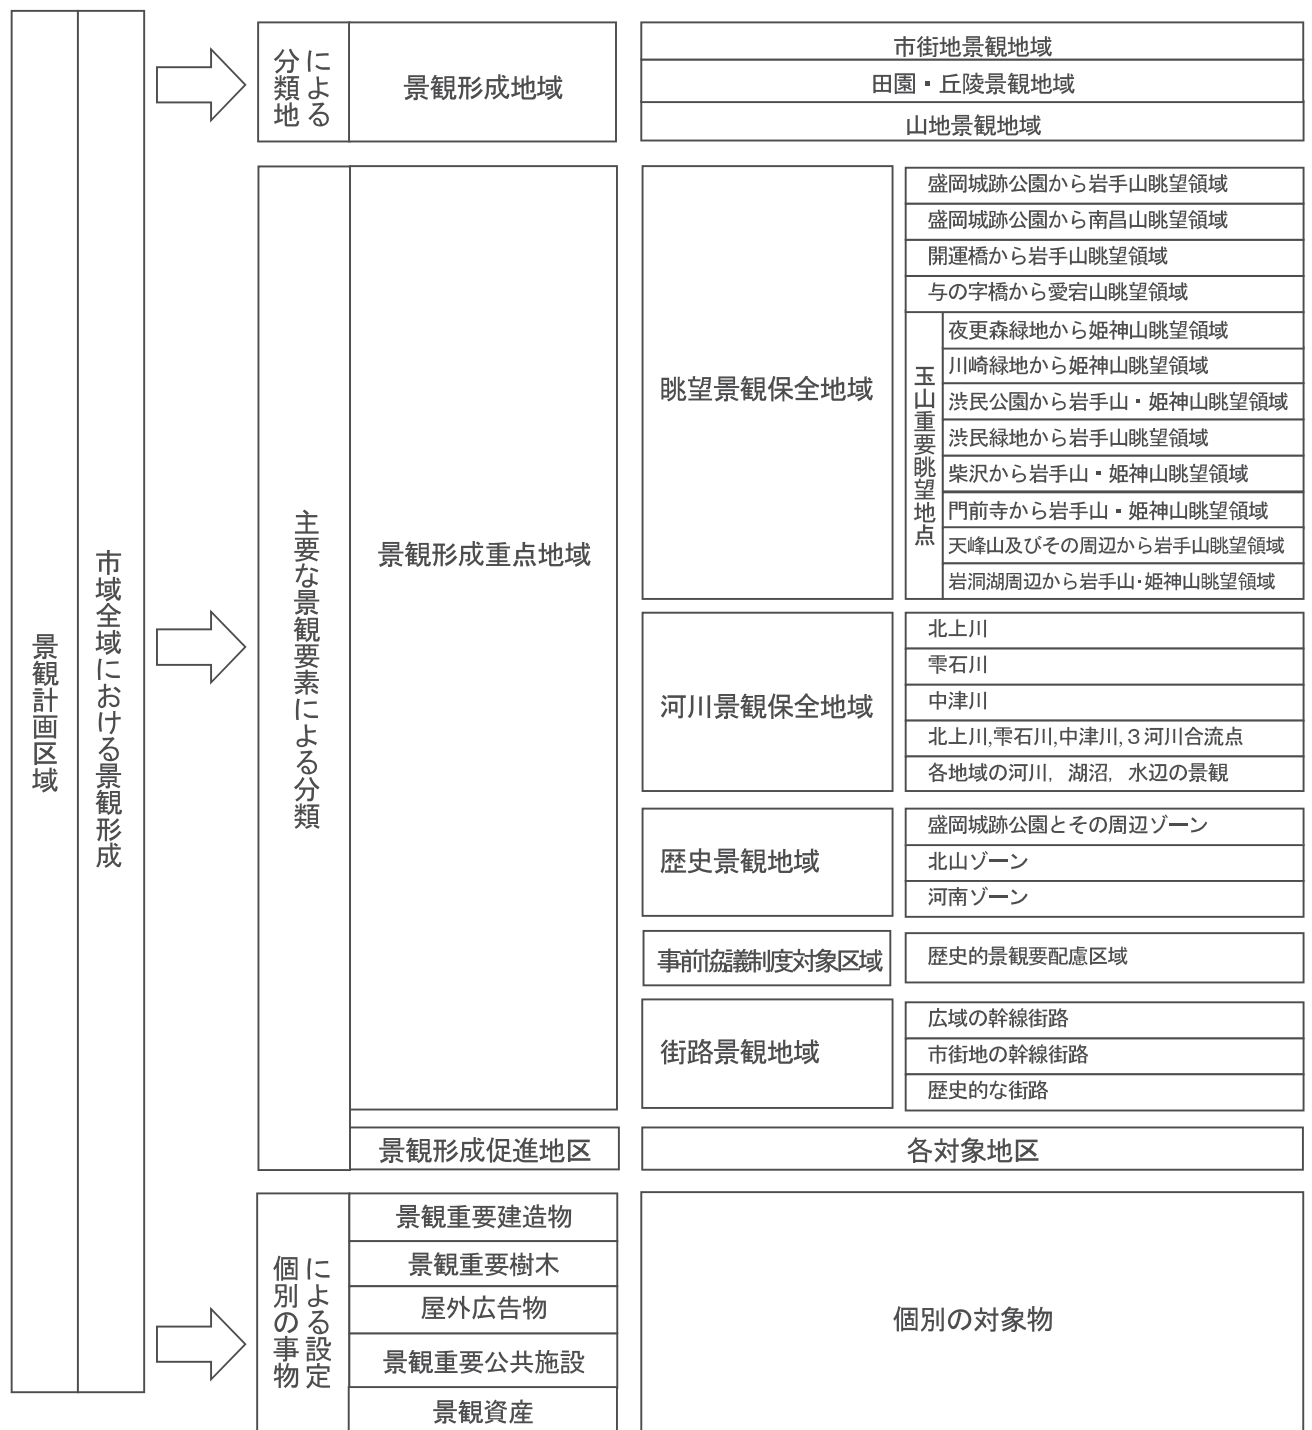 景観計画区域
市域全域における景観形成
分類地
による
景観形成地域
市街地景観地域
田園・丘陵景観地域
山地景観地域
主要な景観要素による分類
景観形成重点地域
眺望景観保全地域
盛岡城跡公園から岩手山眺望領域
盛岡城跡公園から南昌山眺望領域
開運橋から岩手山眺望領域
与の字橋から愛宕山眺望領域
玉山重要眺望地点
夜更森緑地から姫神山眺望領域
川崎緑地から姫神山眺望領域
渋民公園から岩手山・姫神山眺望領域
渋民緑地から岩手山眺望領域
柴沢から岩手山・姫神山眺望領域
門前寺から岩手山・姫神山眺望領域
天峰山及びその周辺から岩手山眺望領域
岩洞湖周辺から岩手山・姫神山眺望領域
河川景観保全地域
北上川
雫石川
中津川
北上川,雫石川,中津川,３河川合流点
各地域の河川，湖沼，水辺の景観
歴史景観地域
盛岡城跡公園とその周辺ゾーン
北山ゾーン
河南ゾーン
事前協議制度対象区域
歴史的景観要配慮区域
街路景観地域
広域の幹線街路
市街地の幹線街路
歴史的な街路
景観形成促進地区
各対象地区
個別の事物
による設定
景観重要建造物
景観重要樹木
屋外広告物
景観重要公共施設
景観資産
個別の対象物